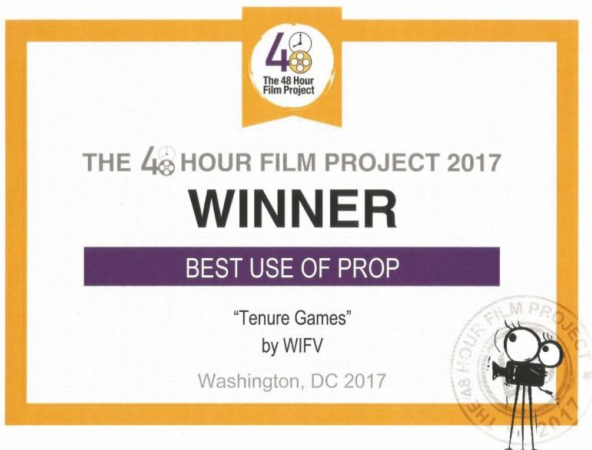 48
The 48 Hour
Film Project
THE 48 HOUR FILM PROJECT 2017
WINNER
BEST USE OF PROP
“Tenure Games”
by WIFV
Washington, DC 2017
THE 48 HOUR FILM PROJECT
2017